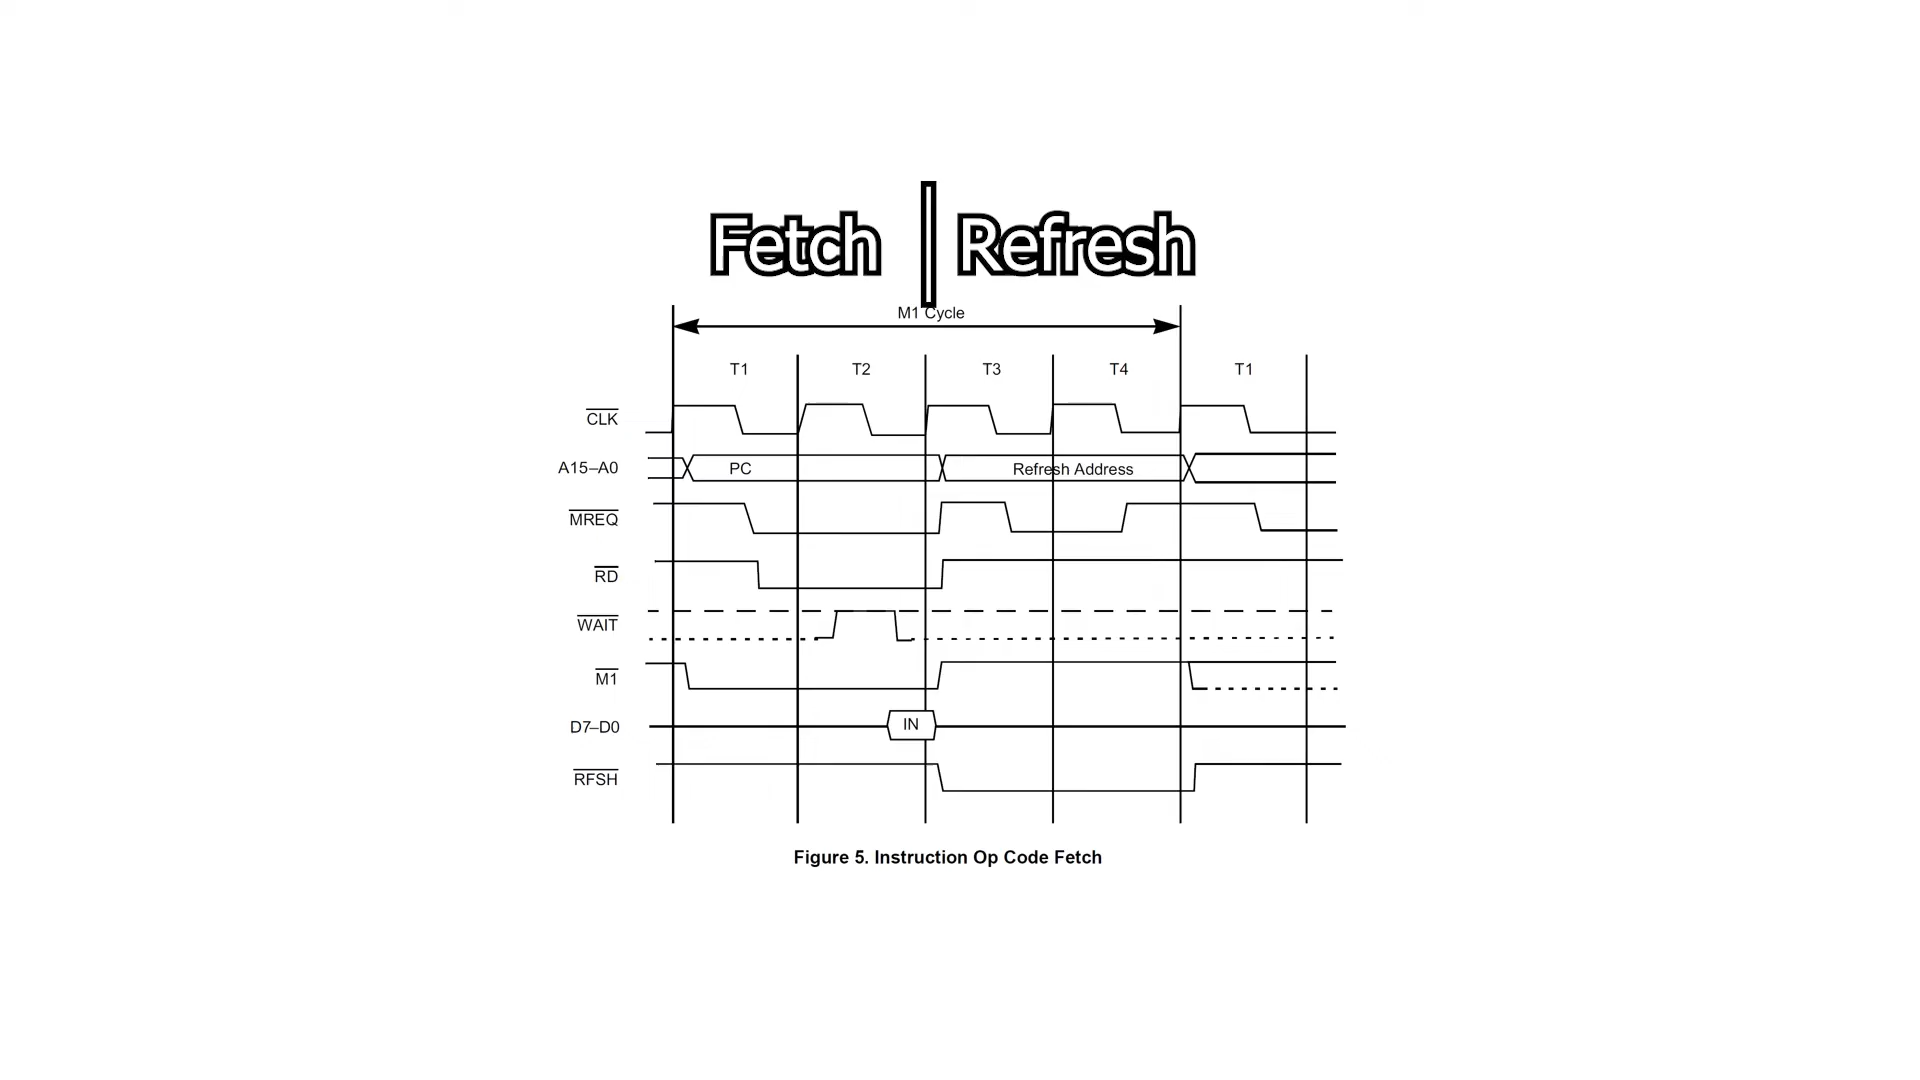 Fetch | Refresh
M1 Cycle
T1 T2 T3 T4 T1
CLK
A15–A0 PC Refresh Address
MREQ
RD
WAIT
M1
D7–D0 IN
RFSH
Figure 5. Instruction Op Code Fetch